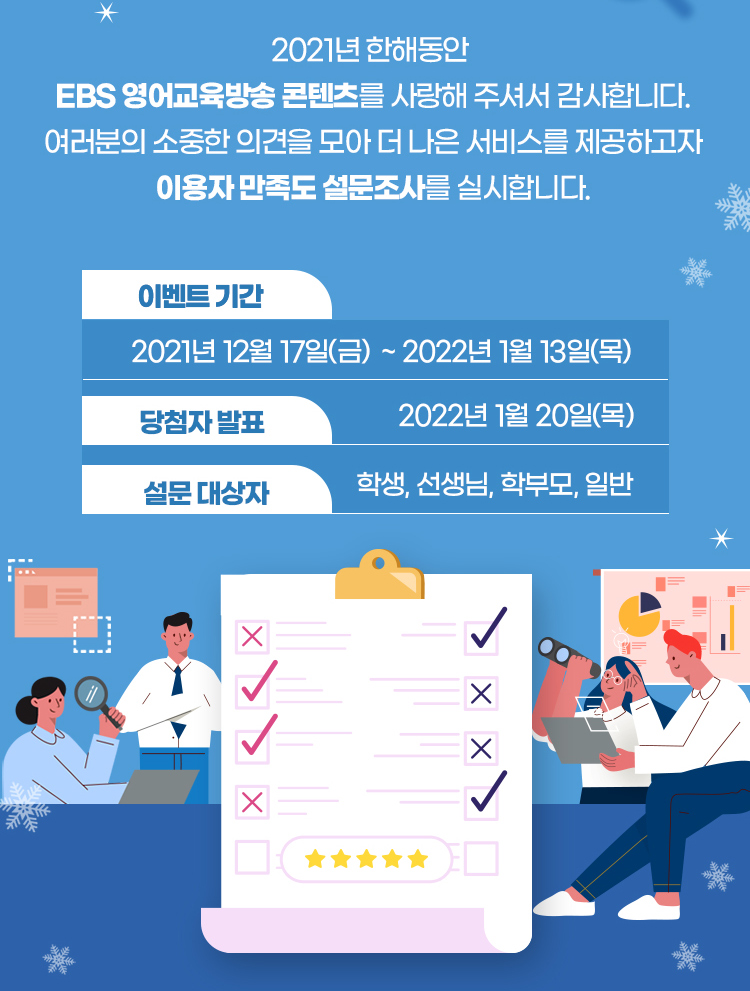 2021년 한해동안
EBS 영어교육방송 콘텐츠를 사랑해 주셔서 감사합니다.
여러분의 소중한 의견을 모아 더 나은 서비스를 제공하고자
이용자 만족도 설문조사를 실시합니다.
이벤트 기간
2021년 12월 17일(금) ~ 2022년 1월 13일(목)
당첨자 발표
2022년 1월 20일(목)
설문 대상자
학생, 선생님, 학부모, 일반